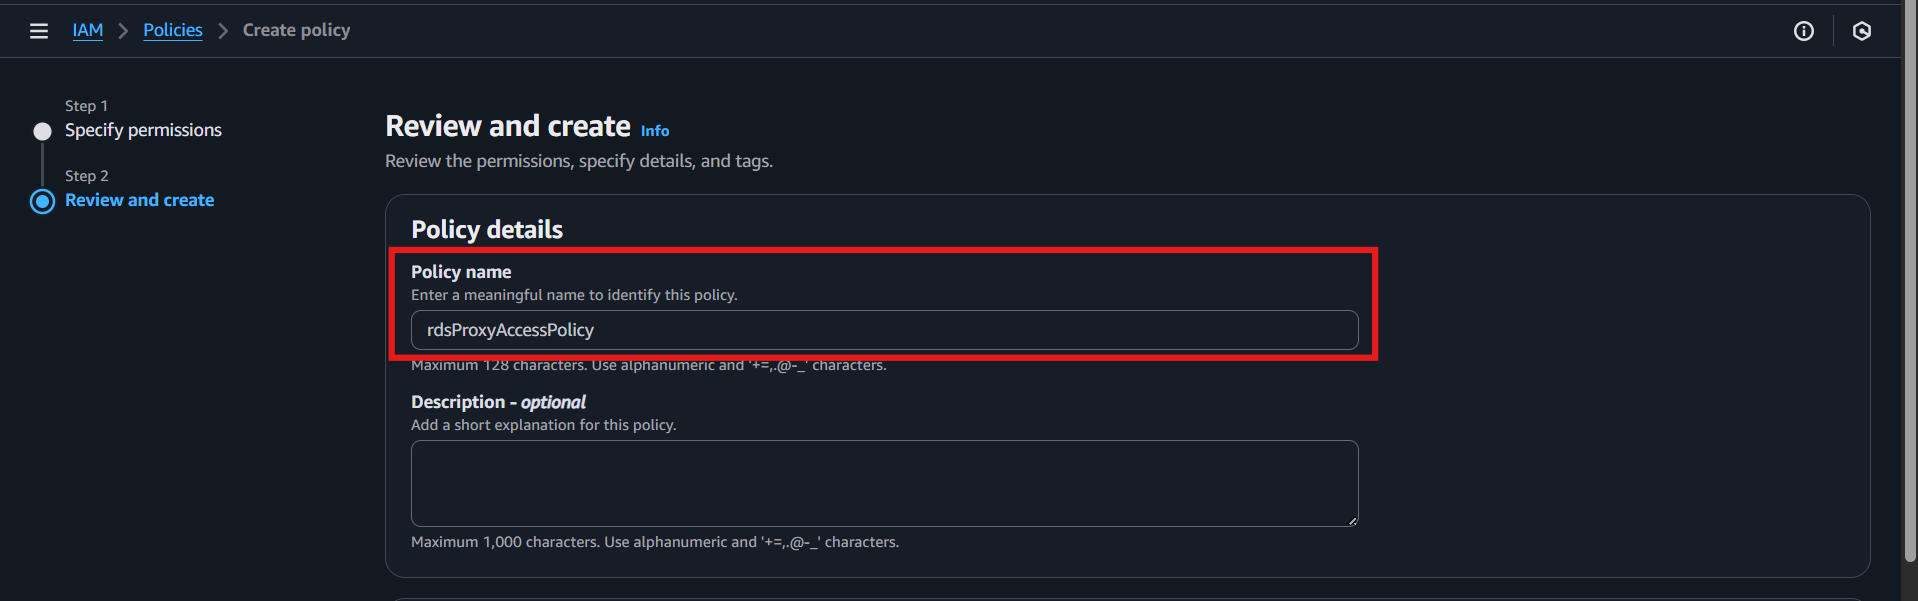 IAM > Policies > Create policy
Step 1
Specify permissions
Step 2
Review and create
Review and create Info
Review the permissions, specify details, and tags.
Policy details
Policy name
Enter a meaningful name to identify this policy.
rdsProxyAccessPolicy
Maximum 128 characters. Use alphanumeric and '+=,.@-_' characters.
Description - optional
Add a short explanation for this policy.
Maximum 1,000 characters. Use alphanumeric and '+=,.@-_' characters.